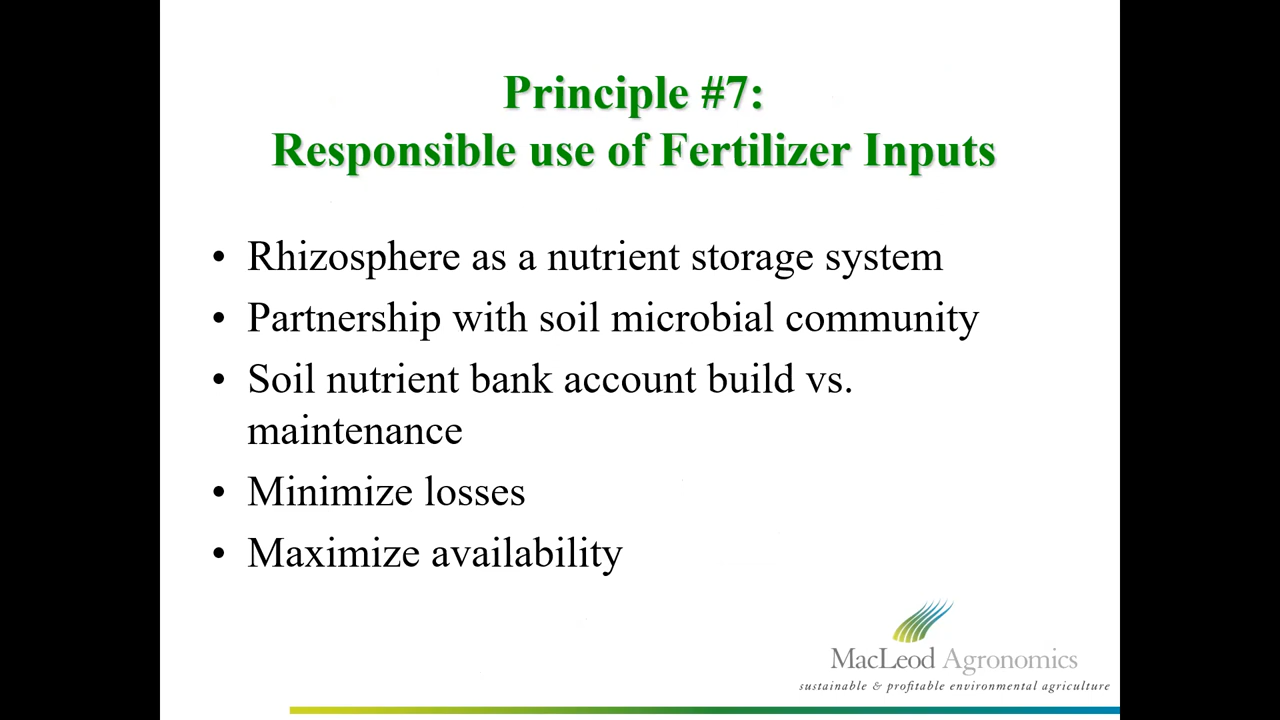 Principle #7:
Responsible use of Fertilizer Inputs
• Rhizosphere as a nutrient storage system
• Partnership with soil microbial community
• Soil nutrient bank account build vs.
maintenance
• Minimize losses
• Maximize availability
MacLeod Agronomics
sustainable & profitable environmental agriculture